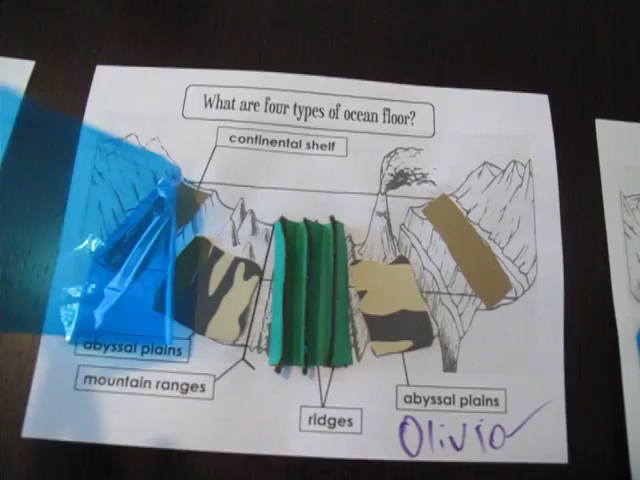 What are four types of ocean floor?
continental shelf
abyssal plains
mountain ranges
abyssal plains
ridges
Olivia